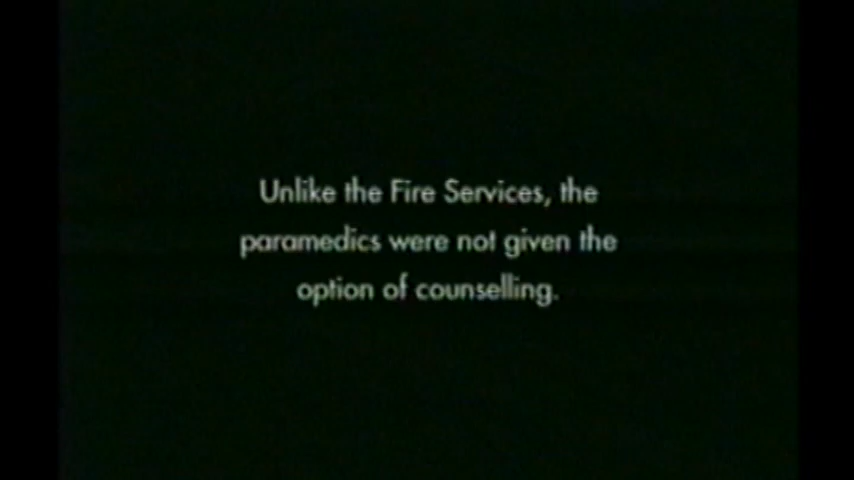 Unlike the Fire Services, the
paramedics were not given the
option of counselling.